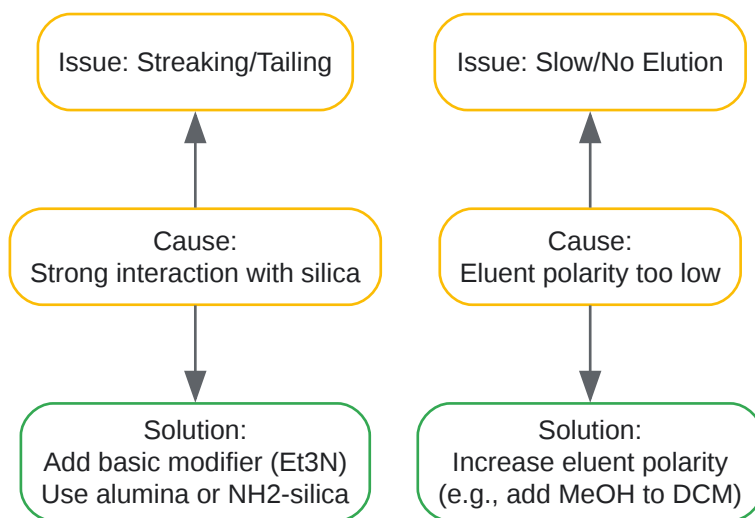 Issue: Streaking/Tailing
Issue: Slow/No Elution
Cause:
Strong interaction with silica
Cause:
Eluent polarity too low
Solution:
Add basic modifier (Et3N)
Use alumina or NH2-silica
Solution:
Increase eluent polarity
(e.g., add MeOH to DCM)